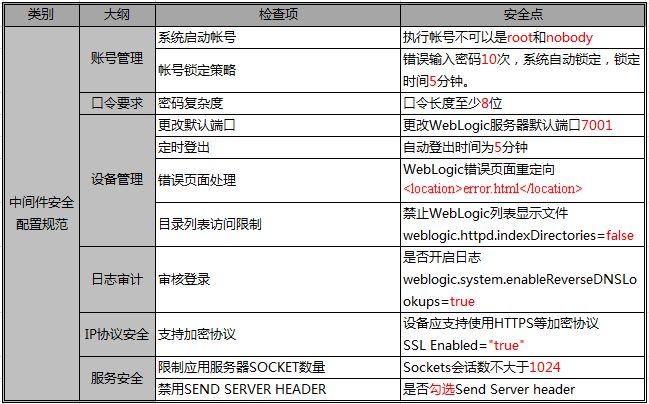 类别 大纲 检查项 安全点
中间件安全
配置规范
账号管理
系统启动帐号 执行帐号不可以是root和nobody
帐号锁定策略 错误输入密码10次，系统自动锁定，锁定
时间5分钟。
口令要求 密码复杂度 口令长度至少8位
设备管理
更改默认端口 更改WebLogic服务器默认端口7001
定时登出 自动登出时间为5分钟
错误页面处理 WebLogic错误页面重定向
<location>error.html</location>
目录列表访问限制 禁止WebLogic列表显示文件
weblogic.httpd.indexDirectories=false
日志审计 审核登录 是否开启日志
weblogic.system.enableReverseDNSLo
okups=true
IP协议安全 支持加密协议 设备应支持使用HTTPS等加密协议
SSL Enabled="true"
服务安全
限制应用服务器SOCKET数量 Sockets会话数不大于1024
禁用SEND SERVER HEADER 是否勾选Send Server header